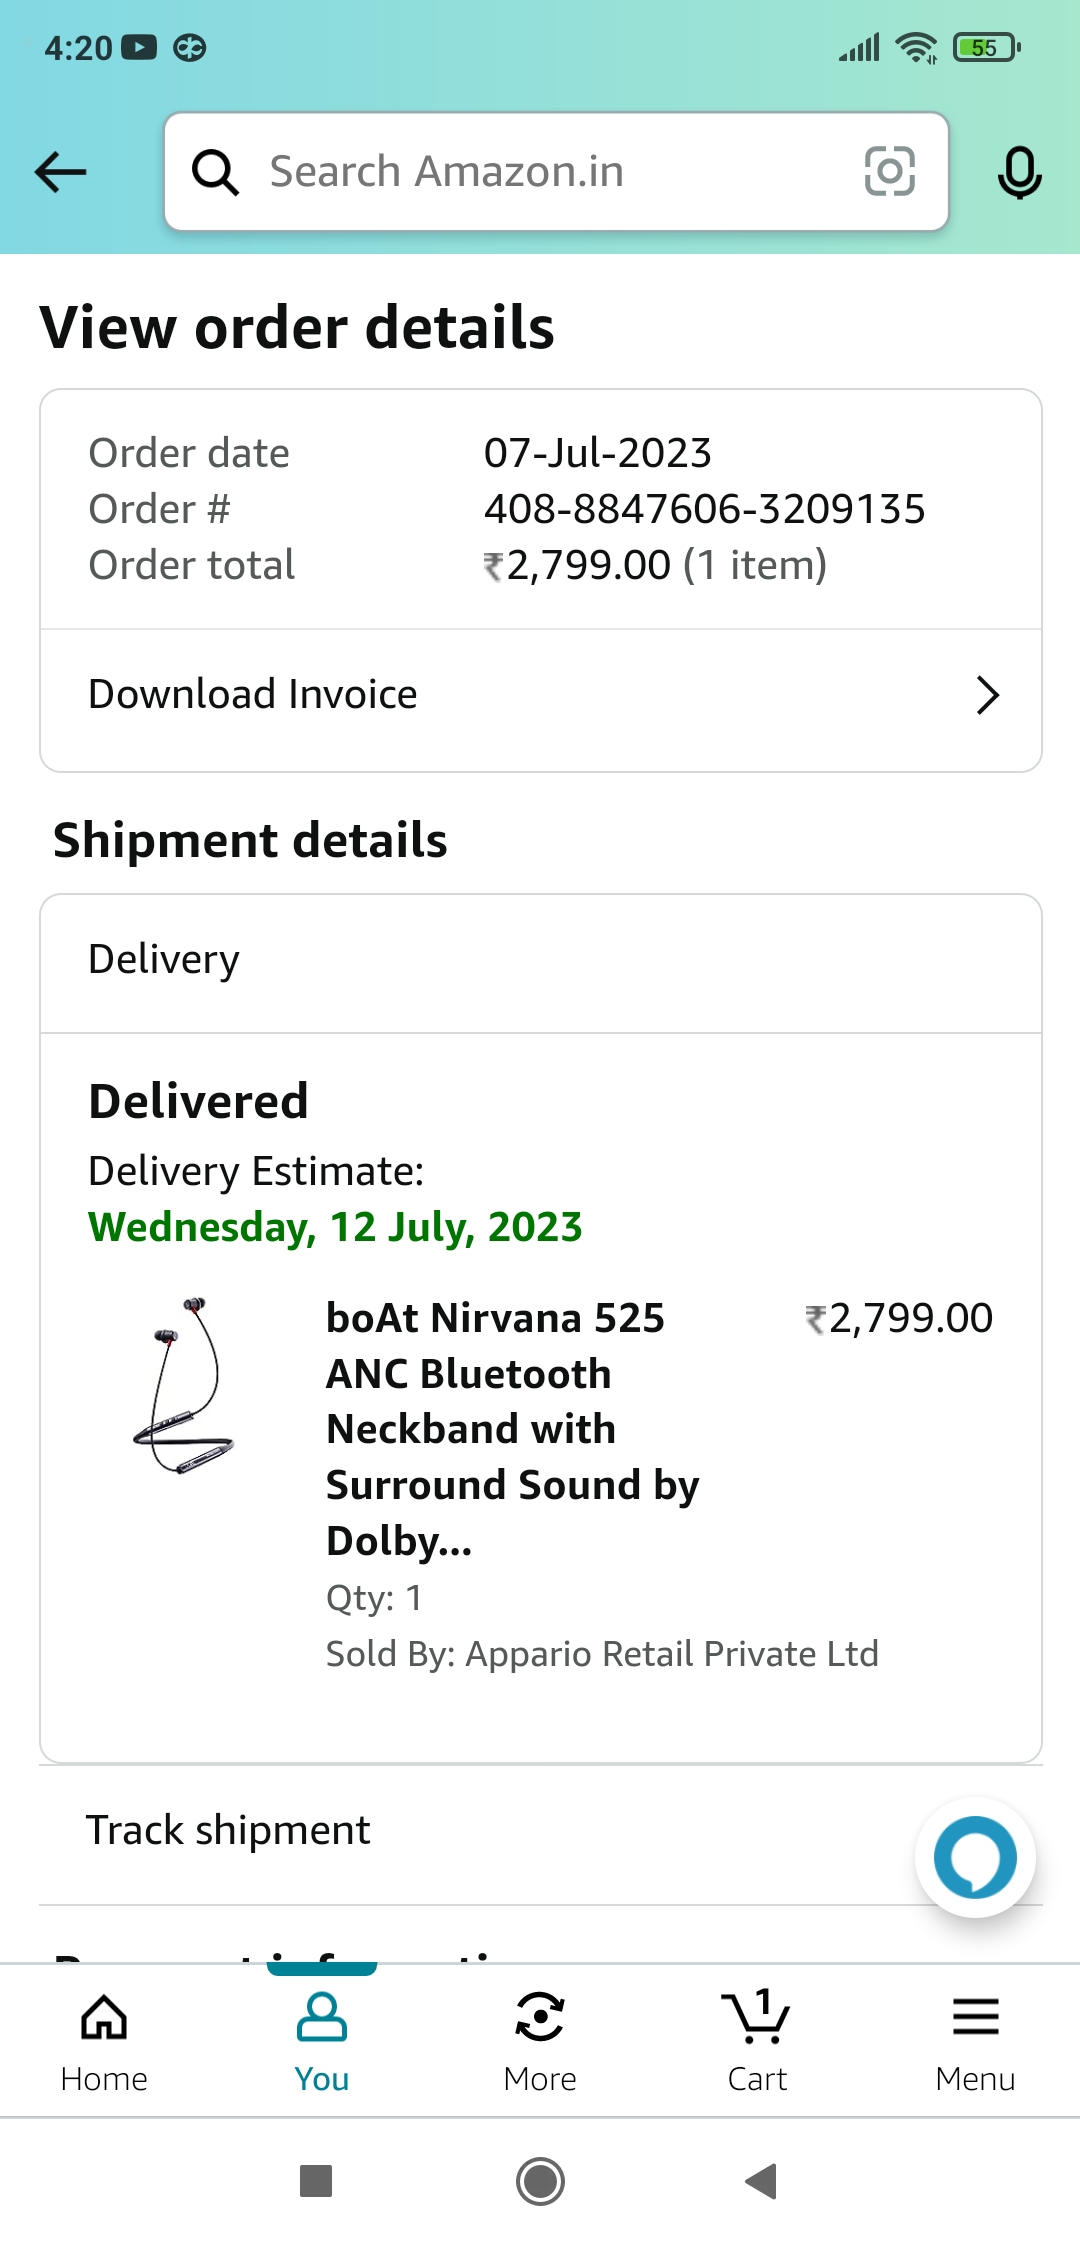 4:20
55
Search Amazon.in
View order details
Order date 07-Jul-2023
Order # 408-8847606-3209135
Order total ₹2,799.00 (1 item)
Download Invoice
Shipment details
Delivery
Delivered
Delivery Estimate:
Wednesday, 12 July, 2023
boAt Nirvana 525 ₹2,799.00
ANC Bluetooth
Neckband with
Surround Sound by
Dolby...
Qty: 1
Sold By: Appario Retail Private Ltd
Track shipment
1
Home You More Cart Menu